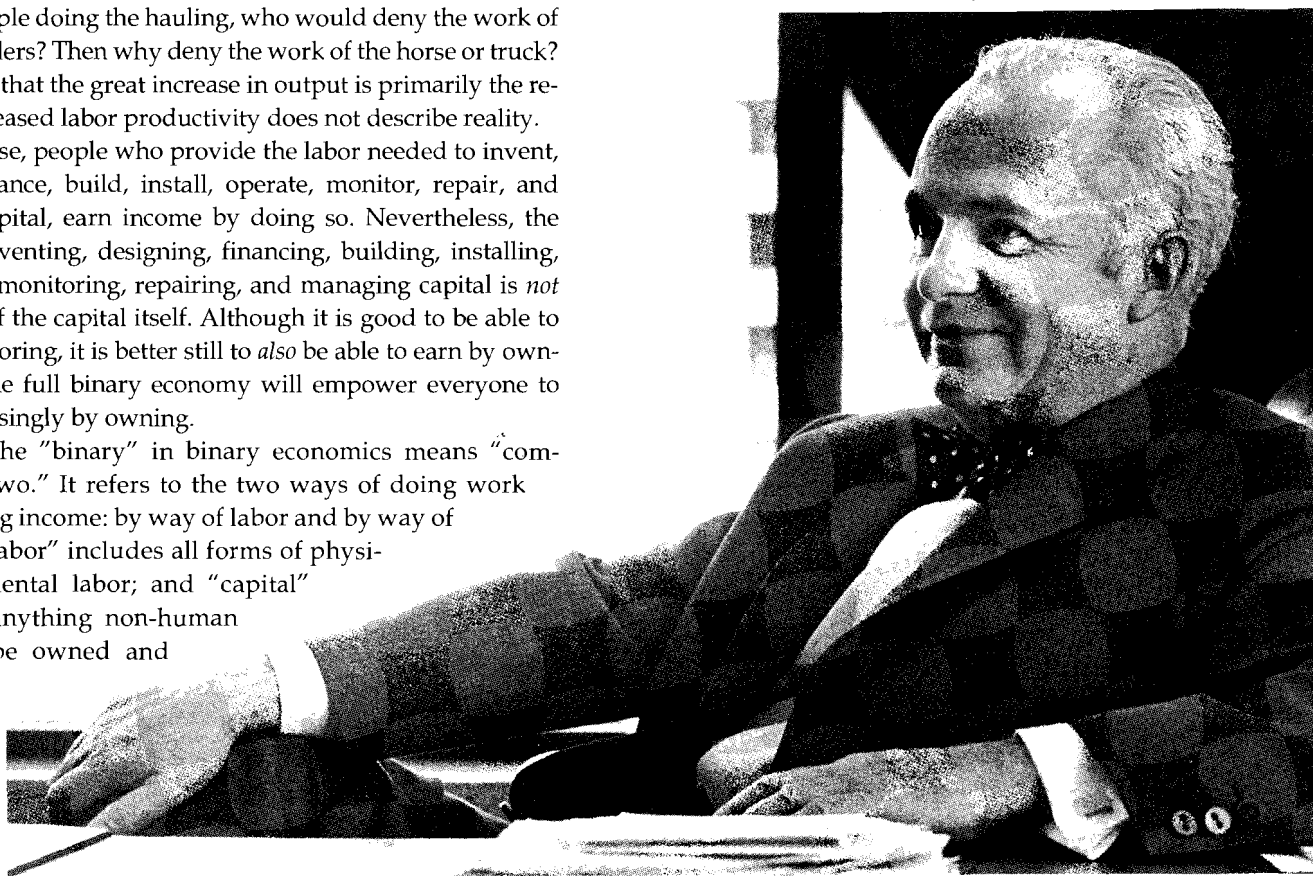 ple doing the hauling, who would deny the work of
lers? Then why deny the work of the horse or truck?
that the great increase in output is primarily the re-
eased labor productivity does not describe reality.
se, people who provide the labor needed to invent,
ance, build, install, operate, monitor, repair, and
pital, earn income by doing so. Nevertheless, the
venting, designing, financing, building, installing,
monitoring, repairing, and managing capital is not
f the capital itself. Although it is good to be able to
oring, it is better still to also be able to earn by own-
e full binary economy will empower everyone to
singly by owning.
he "binary" in binary economics means "com-
wo." It refers to the two ways of doing work
g income: by way of labor and by way of
abor" includes all forms of physi-
ental labor; and "capital"
nything non-human
be owned and